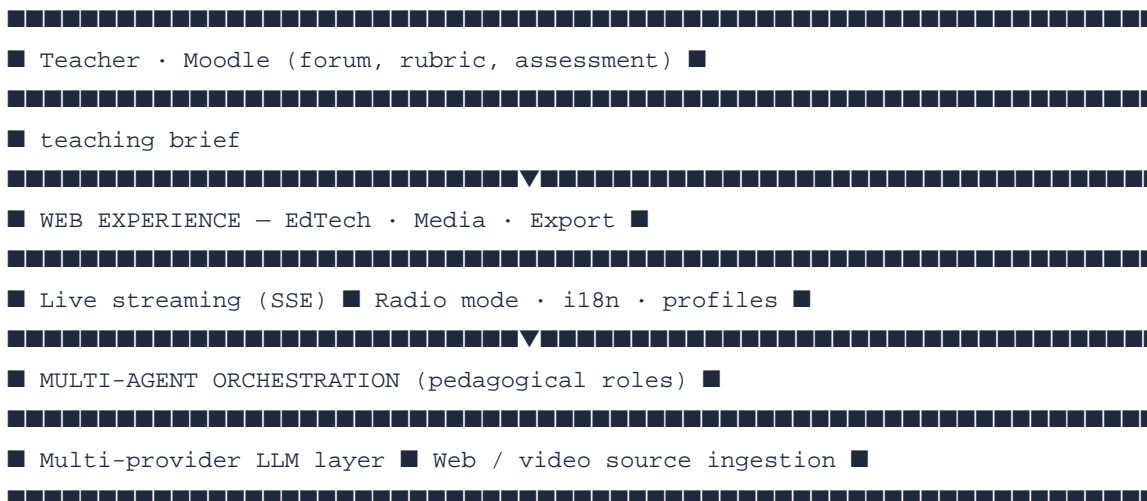 ■ Teacher · Moodle (forum, rubric, assessment) ■
■ teaching brief
■ WEB EXPERIENCE — EdTech · Media · Export ■
■ Live streaming (SSE) ■ Radio mode · i18n · profiles ■
■ MULTI-AGENT ORCHESTRATION (pedagogical roles) ■
■ Multi-provider LLM layer ■ Web / video source ingestion ■